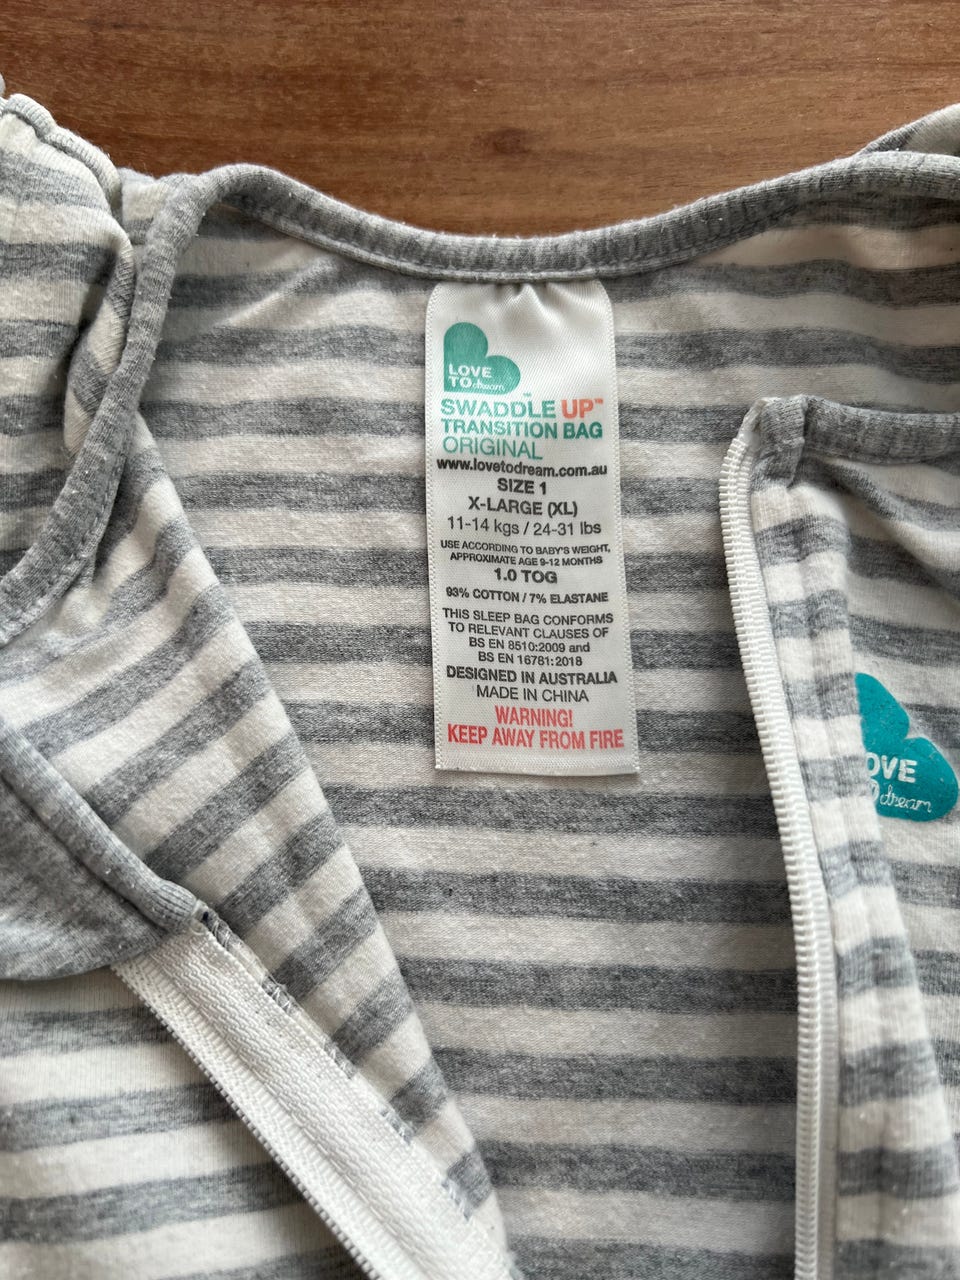 LOVE
TO dream™
SWADDLE UP™
TRANSITION BAG
ORIGINAL
www.lovetodream.com.au
SIZE 1
X-LARGE (XL)
11-14 kgs / 24-31 lbs
USE ACCORDING TO BABY'S WEIGHT,
APPROXIMATE AGE 9-12 MONTHS
1.0 TOG
93% COTTON / 7% ELASTANE
THIS SLEEP BAG CONFORMS
TO RELEVANT CLAUSES OF
BS EN 8510:2009 and
BS EN 16781:2018
DESIGNED IN AUSTRALIA
MADE IN CHINA
WARNING!
KEEP AWAY FROM FIRE
OVE
dream